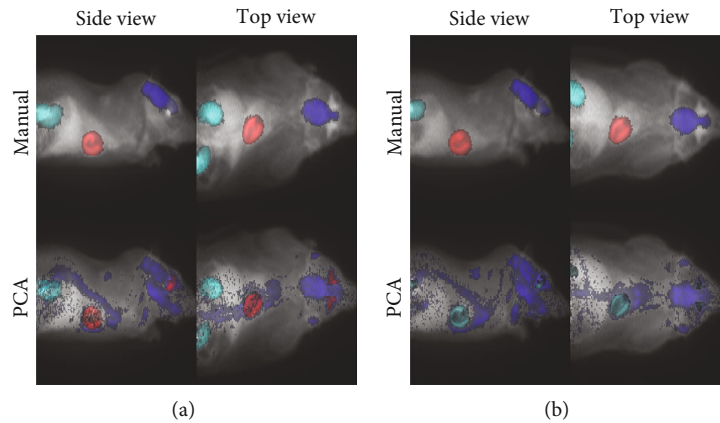 Side view Top view Side view Top view
Manual Manual
PCA PCA
(a) (b)